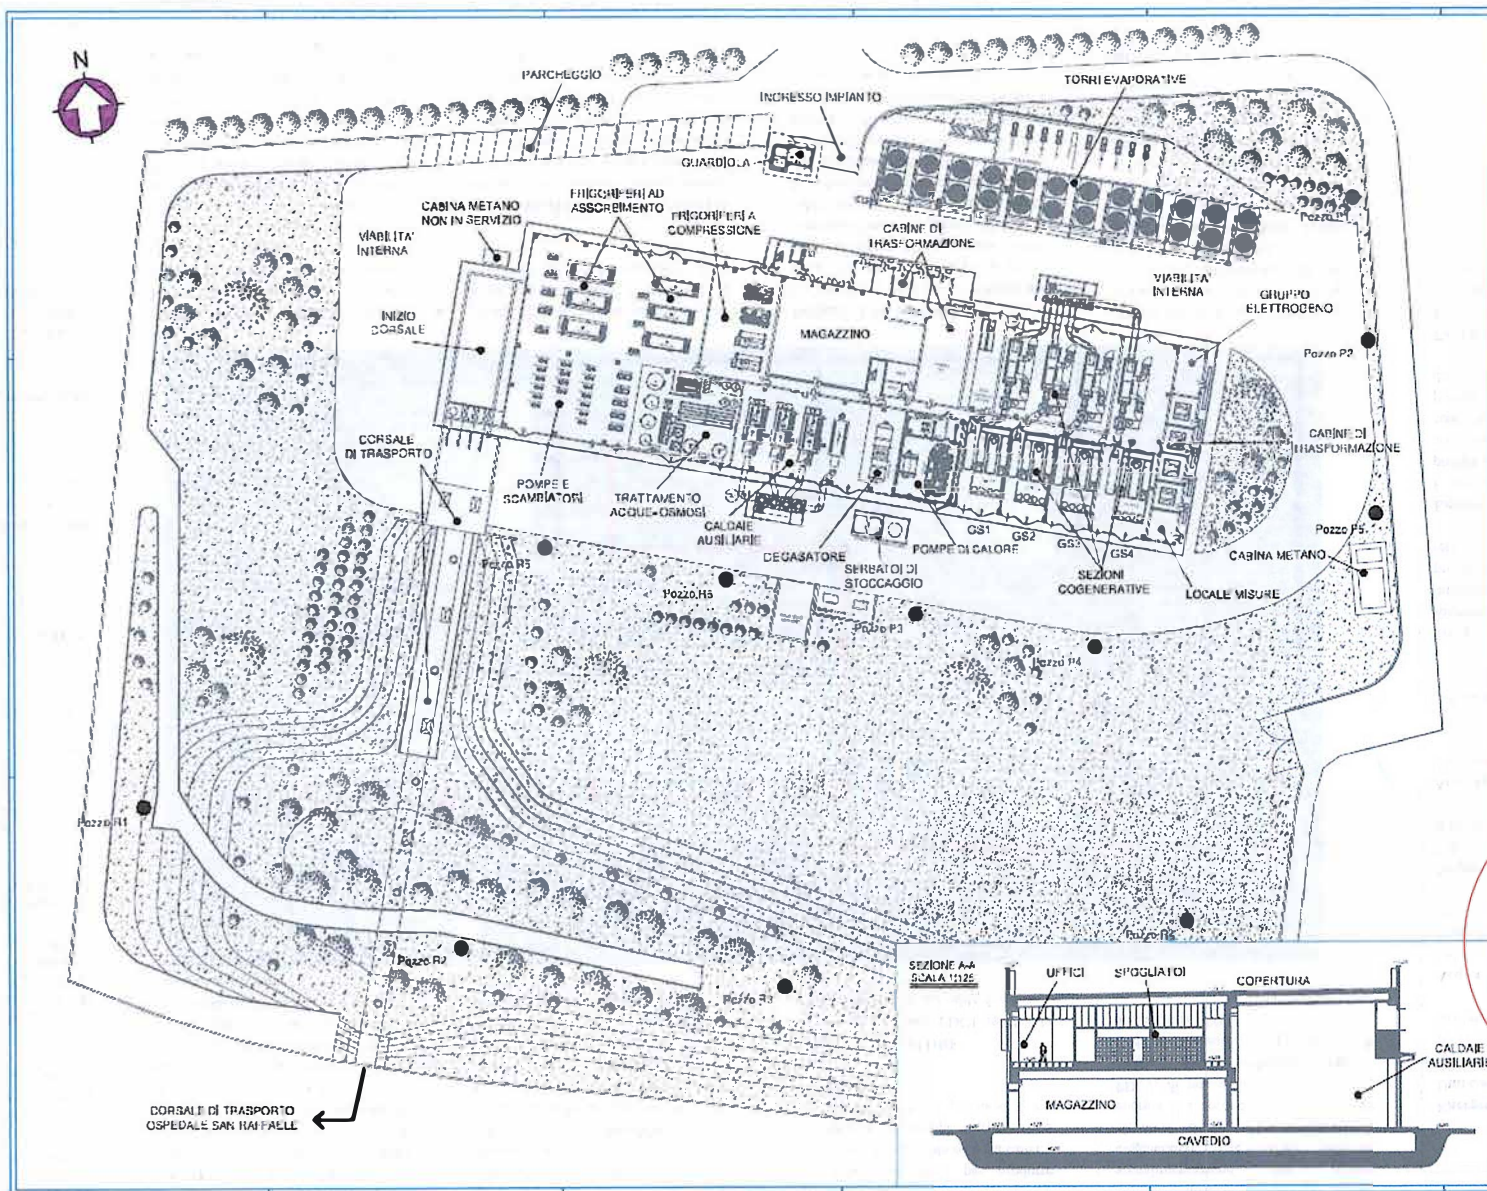 N
PARCHEGGIO
INGRESSO IMPIANTO
TORRI EVAPORATIVE
GUARDIOLA
CABINA METANO
NON IN SERVIZIO
FRIGORIFERI AD
ASSORBIMENTO
FRIGORIFERI A
COMPRESSIONE
CABINE DI
TRASFORMAZIONE
VIABILITA'
INTERNA
VIABILITA'
INTERNA
GRUPPO
ELETTROGENO
INIZIO
DORSALE
MAGAZZINO
Pozzo P2
DORSALE
DI TRASPORTO
CABINE DI
TRASFORMAZIONE
POMPE E
SCAMBIATORI
TRATTAMENTO
ACQUE-OSMOSI
CALDAIE
AUSILIARIE
DEGASATORE
SERBATOI DI
STOCCAGGIO
POMPE DI CALORE
GS1
GS2
GS3
GS4
SEZIONI
COGENERATIVE
LOCALE MISURE
Pozzo P5
CABINA METANO
Pozzo R5
Pozzo R6
Pozzo P3
Pozzo P4
Pozzo R1
Pozzo R2
Pozzo R3
DORSALE DI TRASPORTO
OSPEDALE SAN RAFFAELE
SEZIONE A-A
SCALA 1:125
UFFICI
SPOGLIATOI
COPERTURA
CALDAIE
AUSILIARIE
MAGAZZINO
CAVEDIO